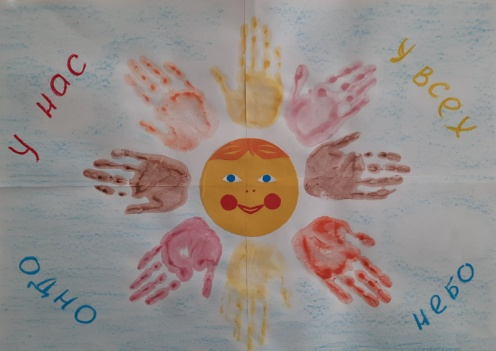 у нас
у всех
одно
небо